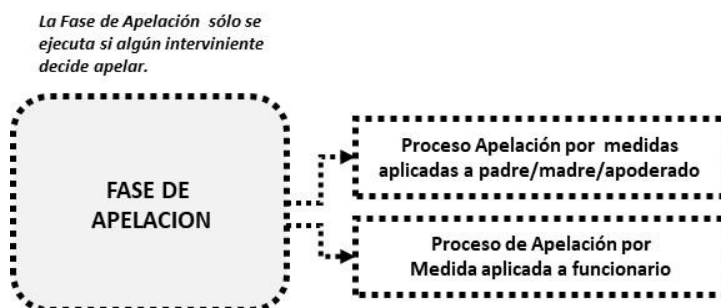 La Fase de Apelación sólo se
ejecuta si algún interviniente
decide apelar.
FASE DE
APELACION
Proceso Apelación por medidas
aplicadas a padre/madre/apoderado
Proceso de Apelación por
Medida aplicada a funcionario